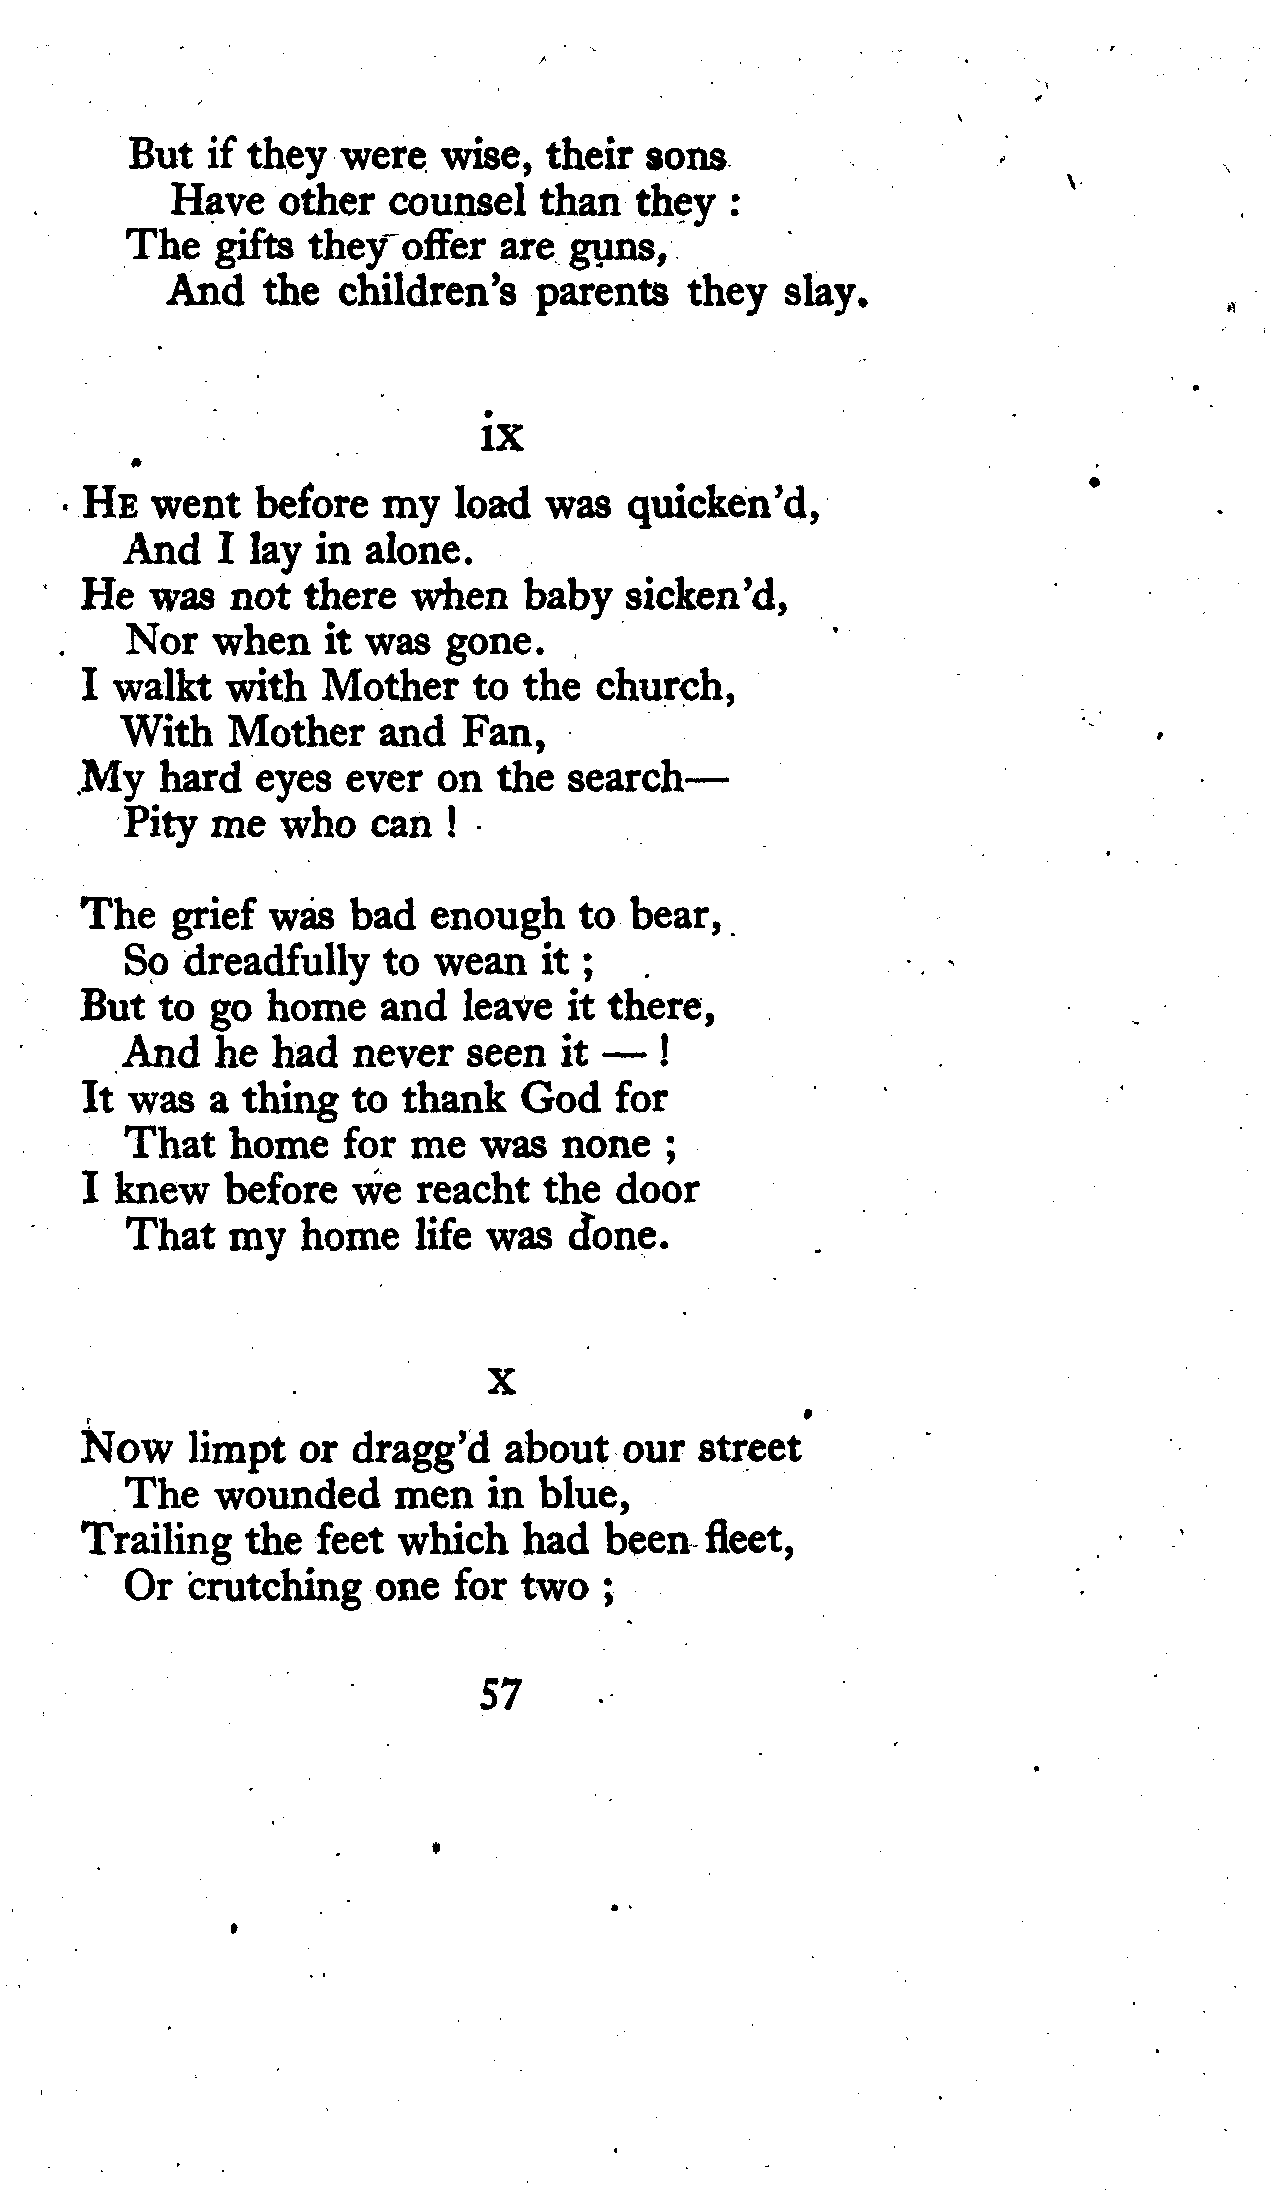 But if they were wise, their sons
Have other counsel than they :
The gifts they offer are guns,
And the children's parents they slay.
ix
HE went before my load was quicken'd,
And I lay in alone.
He was not there when baby sicken'd,
Nor when it was gone.
I walkt with Mother to the church,
With Mother and Fan,
My hard eyes ever on the search—
Pity me who can !
The grief was bad enough to bear,
So dreadfully to wean it ;
But to go home and leave it there,
And he had never seen it — !
It was a thing to thank God for
That home for me was none ;
I knew before we reacht the door
That my home life was done.
x
NOW limpt or dragg'd about our street
The wounded men in blue,
Trailing the feet which had been fleet,
Or crutching one for two ;
57